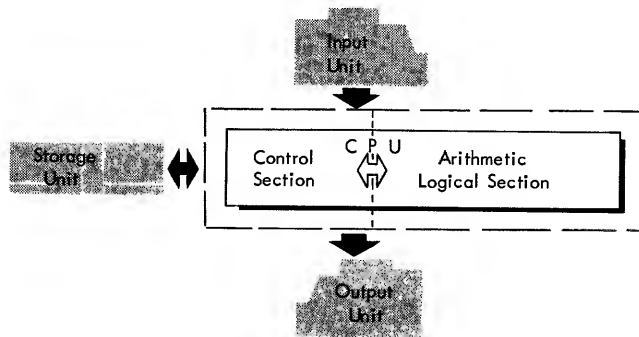 Input
Unit
Storage
Unit
C P U
Control
Section
Arithmetic
Logical Section
Output
Unit